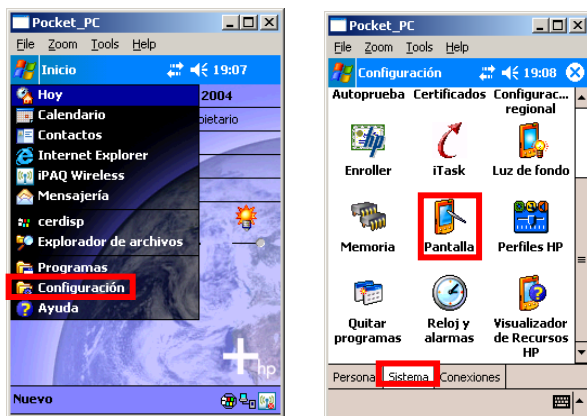 Pocket_PC
File Zoom Tools Help
Inicio 19:07
Hoy
2004
Calendario
Contactos
Internet Explorer
iPAQ Wireless
Mensajería
cerdisp
Explorador de archivos
Programas
Configuración
Ayuda
hp
Nuevo
Pocket_PC
File Zoom Tools Help
Configuración 19:08
Autoprueba Certificados Configurac...
regional
hp
Enroller iTask Luz de fondo
Memoria Pantalla Perfiles HP
Quitar Reloj y Visualizador
programas alarmas de Recursos
HP
Persona Sistema Conexiones